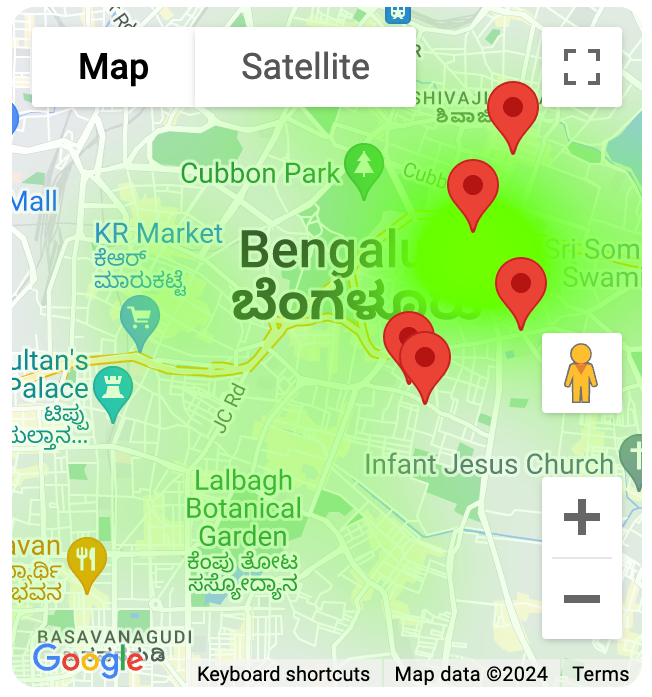 Map
Satellite
SHIVAJI
ಶಿವಾಜಿ
Cubbon Park
Cubb
Mall
KR Market
ಕೆಆರ್
ಮಾರುಕಟ್ಟೆ
Bengalu
ಬೆಂಗಳೂರು
Sri Som
Swami
ultan's
Palace
ಟಿಪ್ಪು
ಸುಲ್ತಾನ...
JC Rd
Infant Jesus Church
Lalbagh
Botanical
Garden
ಕೆಂಪು ತೋಟ
ಸಸ್ಯೋದ್ಯಾನ
avan
ಭವನ
BASAVANAGUDI
Google
Keyboard shortcuts
Map data ©2024
Terms